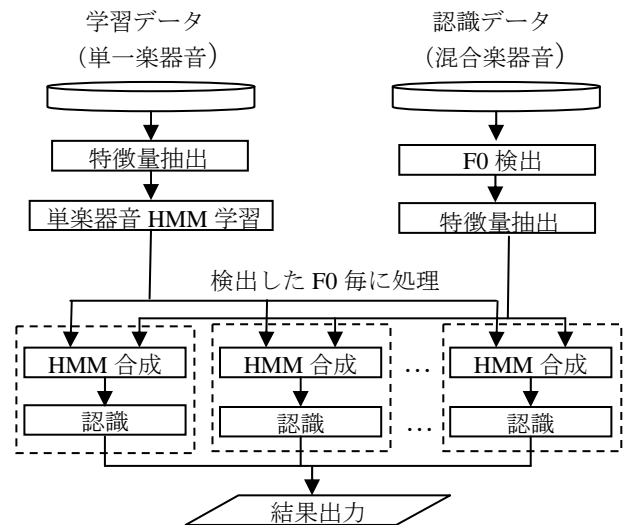 学習データ
(単一楽器音)
認識データ
(混合楽器音)
特徴量抽出
F0 検出
単楽器音 HMM 学習
特徴量抽出
検出した F0 毎に処理
HMM 合成
HMM 合成
…
HMM 合成
認識
認識
…
認識
結果出力